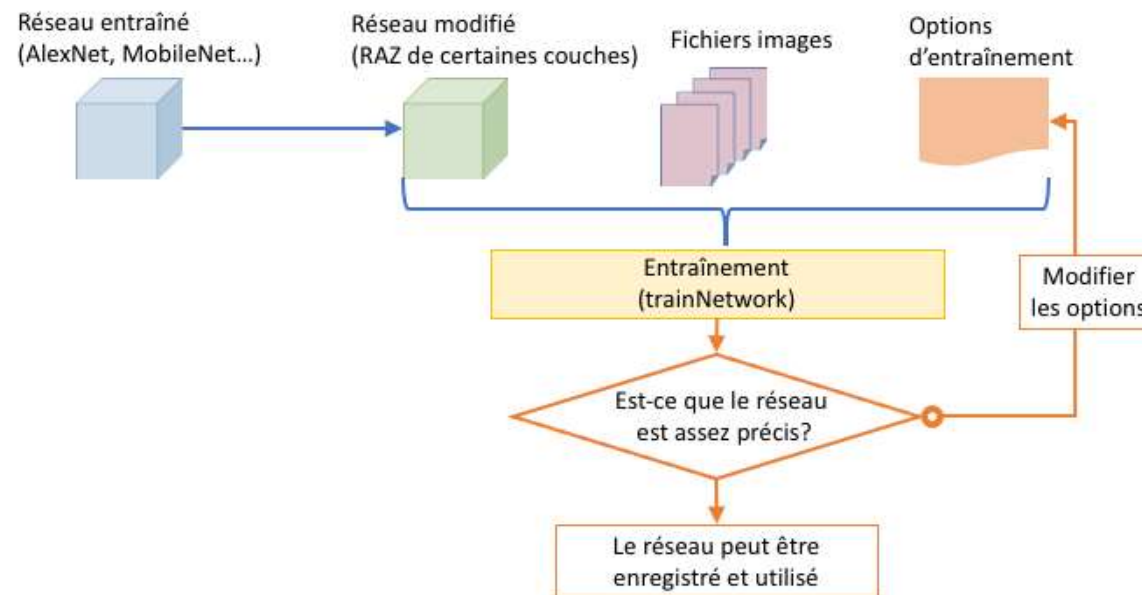 Réseau entraîné
(AlexNet, MobileNet...)
Réseau modifié
(RAZ de certaines couches)
Fichiers images
Options
d'entraînement
Entraînement
(trainNetwork)
Modifier
les options
Est-ce que le réseau
est assez précis?
Le réseau peut être
enregistré et utilisé